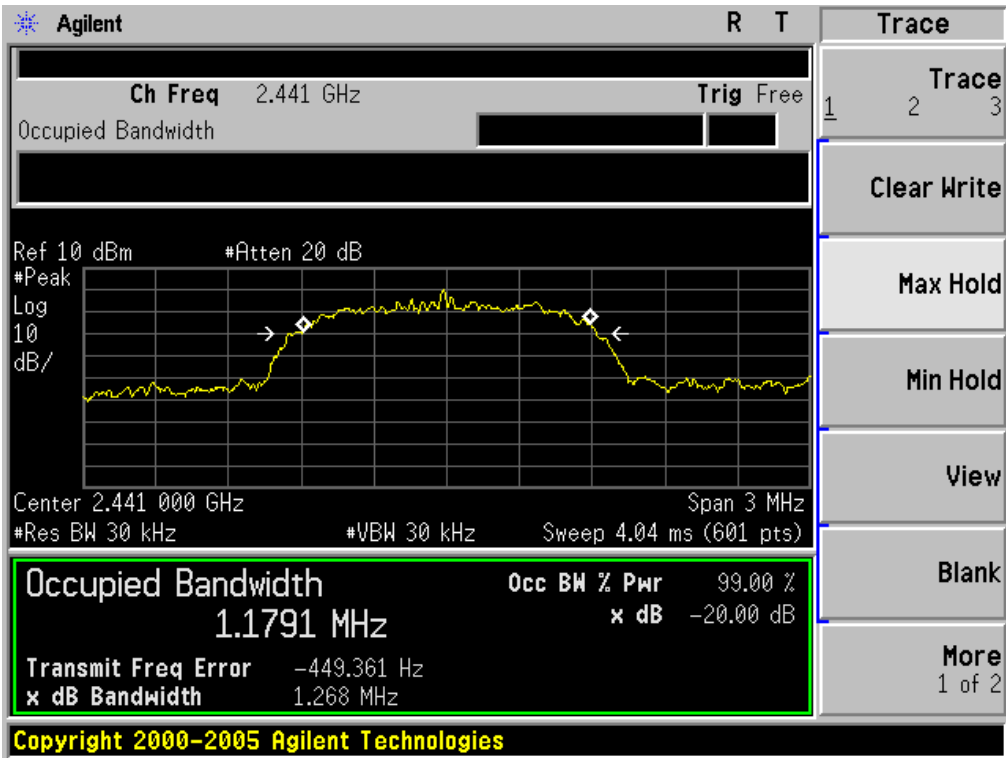 Agilent R T Trace
Ch Freq 2.441 GHz Trig Free
Occupied Bandwidth
Trace
1 2 3
Clear Write
Max Hold
Min Hold
View
Blank
More
1 of 2
Ref 10 dBm #Atten 20 dB
#Peak
Log
10
dB/
Center 2.441 000 GHz Span 3 MHz
#Res BW 30 kHz #VBW 30 kHz Sweep 4.04 ms (601 pts)
Occupied Bandwidth Occ BW % Pwr 99.00 %
1.1791 MHz x dB -20.00 dB
Transmit Freq Error -449.361 Hz
x dB Bandwidth 1.268 MHz
Copyright 2000-2005 Agilent Technologies